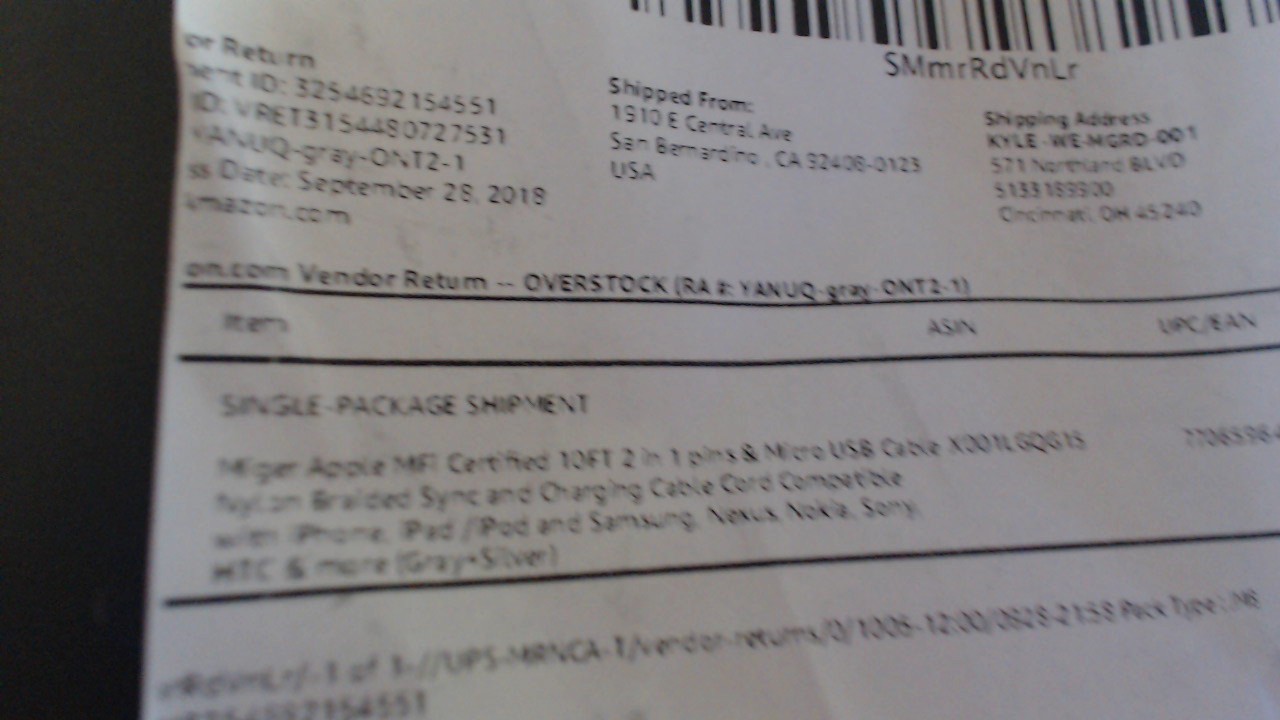 SMmrRdVnLr
or Return
ent ID: 3254692154551
ID: VRET3154480727531
YANUQ-gray-ONT2-1
ss Date: September 28, 2018
amazon.com
Shipped From:
1910 E Central Ave
San Bernardino , CA 92408-0123
USA
Shipping Address
KYLE-WE-MGRD-001
571 Northland BLVD
5133189900
Cincinnati, OH 45240
on.com Vendor Return -- OVERSTOCK (RA #: YANUQ-gray-ONT2-1)
Item ASIN UPC/EAN
SINGLE-PACKAGE SHIPMENT
Miger Apple MFI Certified 10FT 2 in 1 pins & Micro USB Cable X001LGQG15
Nylon Braided Sync and Charging Cable Cord Compatible
with iPhone, iPad /iPod and Samsung, Nexus, Nokia, Sony,
HTC & more (Gray+Silver)
rRdVnLr/-1 of 1-//UPS-MRNCA-T/vendor-returns/0/1005-12:00/0928-21:58 Pack Type :
3254692154551